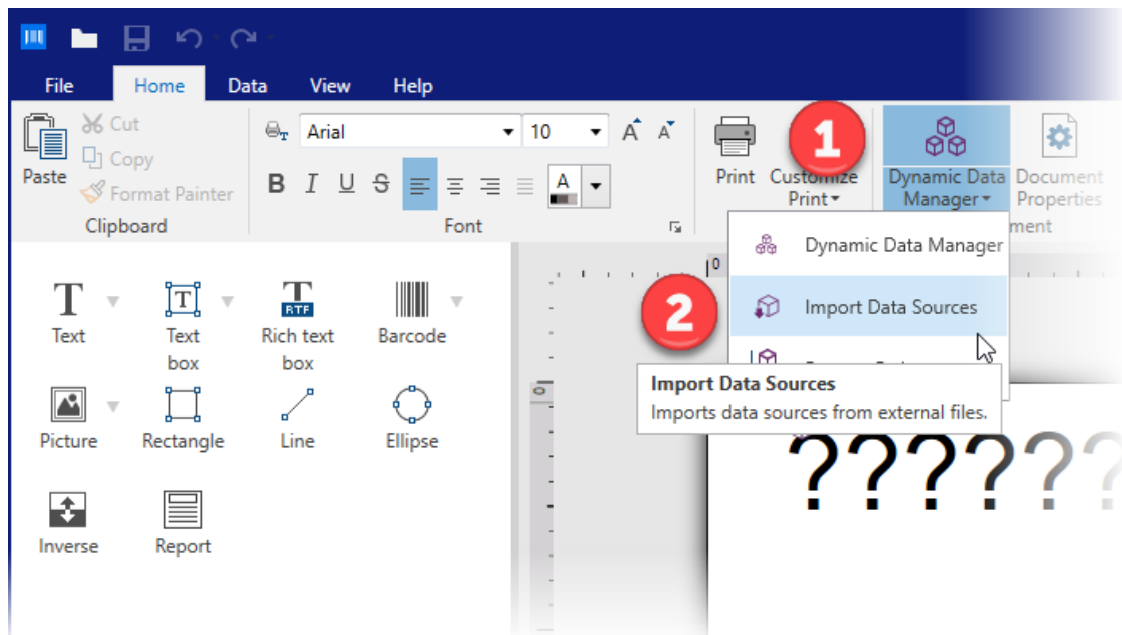 File Home Data View Help
Paste
Cut
Copy
Format Painter
Clipboard
Arial 10 A A
B I U S A
Font
Print
Customize
Print
Dynamic Data
Manager
Document
Properties
ment
1
Dynamic Data Manager
2
Import Data Sources
Import Data Sources
Imports data sources from external files.
0
0
T
Text
T
Text
box
T
RTF
Rich text
box
Barcode
Picture
Rectangle
Line
Ellipse
Inverse
Report
??????